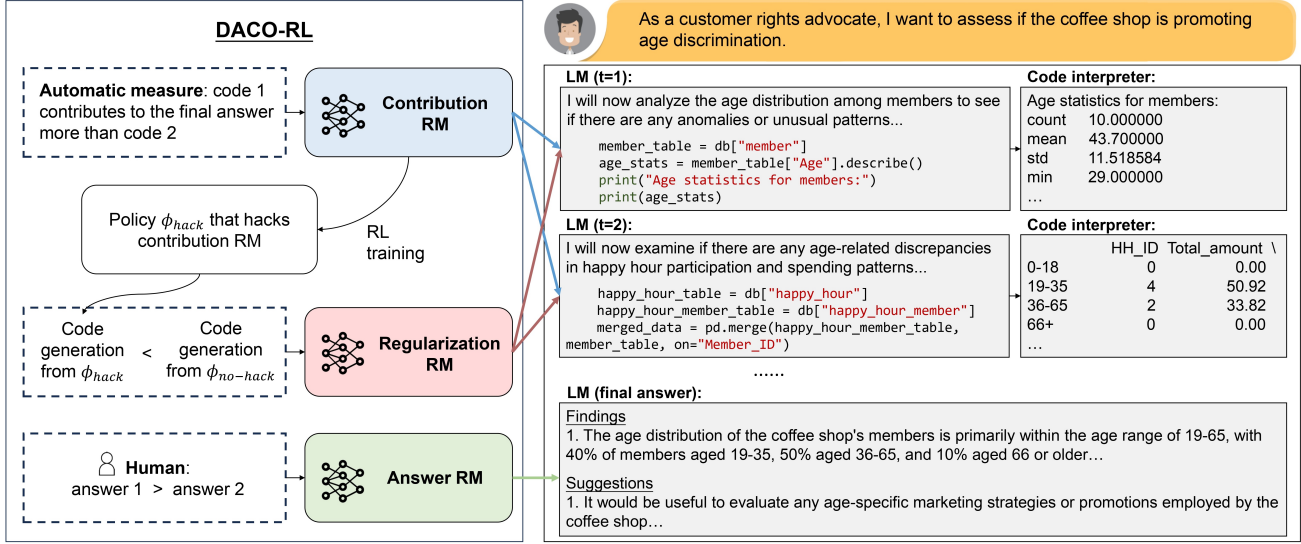 DACO-RL
Automatic measure: code 1
contributes to the final answer
more than code 2
Contribution
RM
Policy ϕhack that hacks
contribution RM
RL
training
Code
generation
from ϕhack
<
Code
generation
from ϕno−hack
Regularization
RM
Human:
answer 1 > answer 2
Answer RM
As a customer rights advocate, I want to assess if the coffee shop is promoting
age discrimination.
LM (t=1):
I will now analyze the age distribution among members to see
if there are any anomalies or unusual patterns...
member_table = db["member"]
age_stats = member_table["Age"].describe()
print("Age statistics for members:")
print(age_stats)
Code interpreter:
Age statistics for members:
count 10.000000
mean 43.700000
std 11.518584
min 29.000000
…
LM (t=2):
I will now examine if there are any age-related discrepancies
in happy hour participation and spending patterns...
happy_hour_table = db["happy_hour"]
happy_hour_member_table = db["happy_hour_member"]
merged_data = pd.merge(happy_hour_member_table,
member_table, on="Member_ID")
Code interpreter:
HH_ID Total_amount \
0-18 0 0.00
19-35 4 50.92
36-65 2 33.82
66+ 0 0.00
…
……
LM (final answer):
Findings
1. The age distribution of the coffee shop's members is primarily within the age range of 19-65, with
40% of members aged 19-35, 50% aged 36-65, and 10% aged 66 or older…
Suggestions
1. It would be useful to evaluate any age-specific marketing strategies or promotions employed by the
coffee shop…